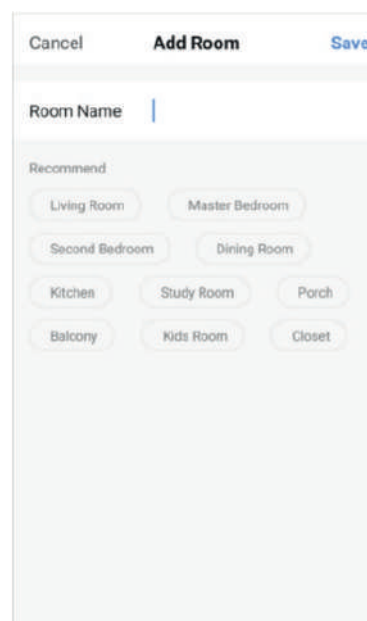 Cancel Add Room Save
Room Name
Recommend
Living Room Master Bedroom
Second Bedroom Dining Room
Kitchen Study Room Porch
Balcony Kids Room Closet